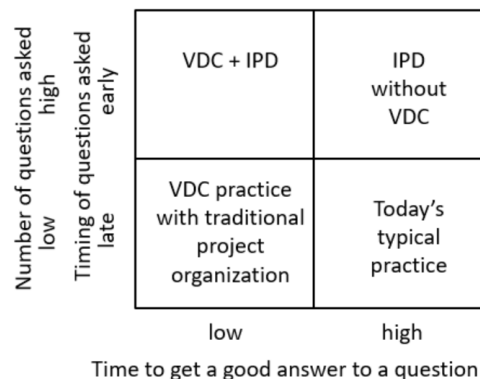 Number of questions asked
low high
Timing of questions asked
late early
VDC + IPD
IPD
without
VDC
VDC practice
with traditional
project
organization
Today's
typical
practice
low high
Time to get a good answer to a question